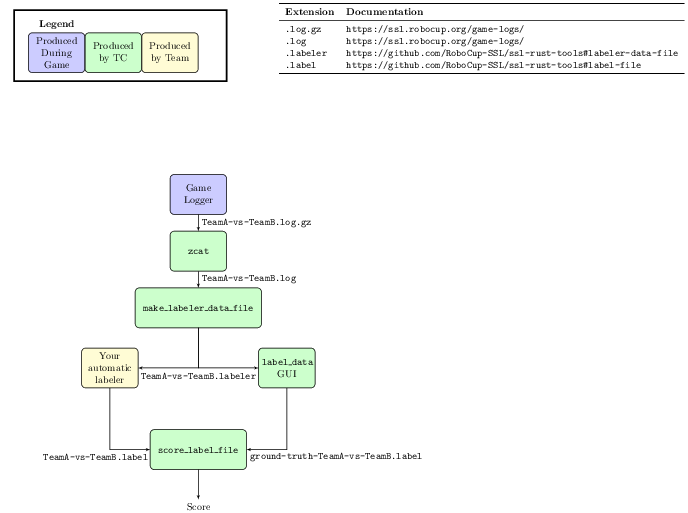 Legend
Produced
During
Game
Produced
by TC
Produced
by Team
Extension Documentation
.log.gz https://ssl.robocup.org/game-logs/
.log https://ssl.robocup.org/game-logs/
.labeler https://github.com/RoboCup-SSL/ssl-rust-tools#labeler-data-file
.label https://github.com/RoboCup-SSL/ssl-rust-tools#label-file
Game
Logger
TeamA-vs-TeamB.log.gz
zcat
TeamA-vs-TeamB.log
make_labeler_data_file
Your
automatic
labeler
TeamA-vs-TeamB.labeler
label_data
GUI
TeamA-vs-TeamB.label
score_label_file
ground-truth-TeamA-vs-TeamB.label
Score